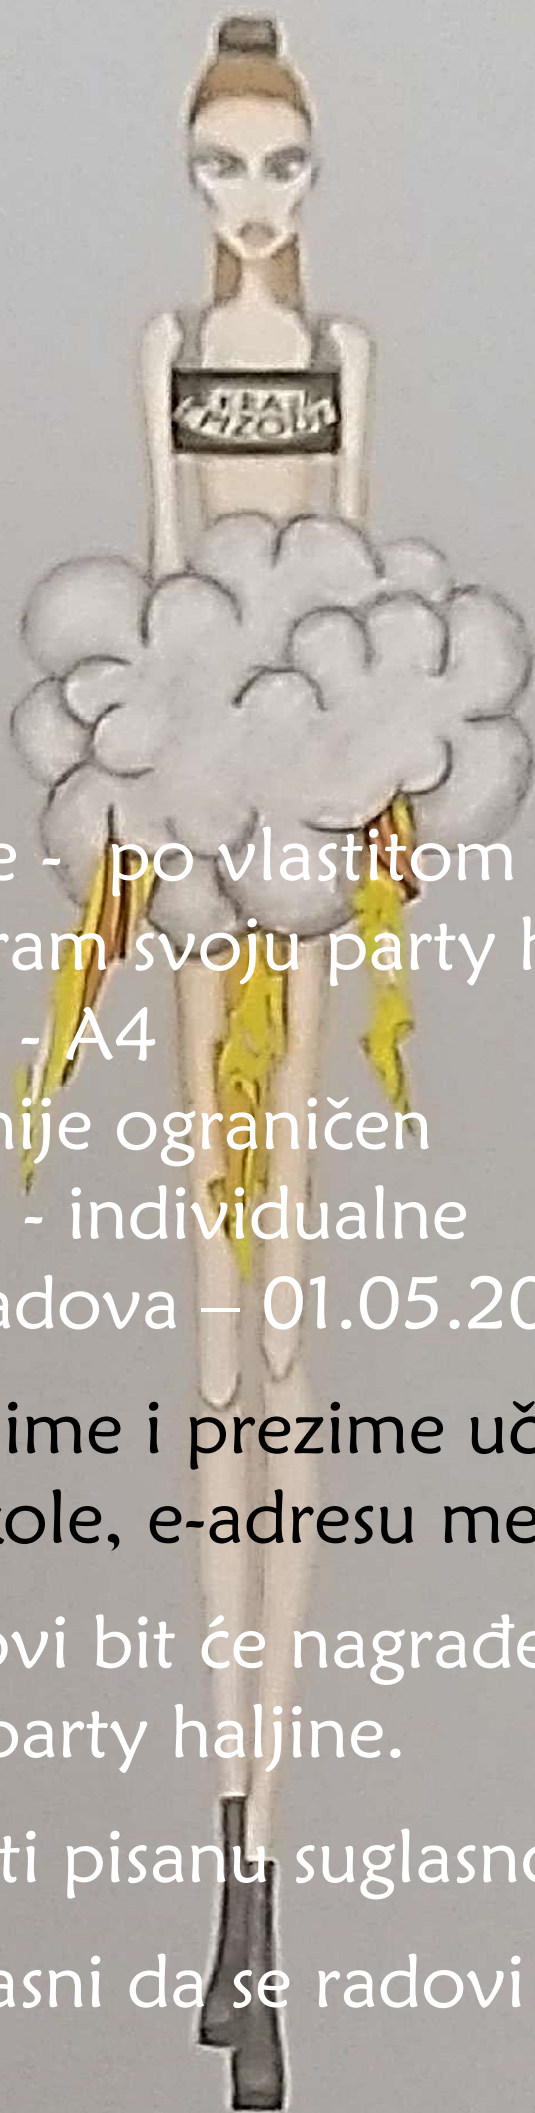 e - po vlastitom
ram svoju party h
- A4
nije ograničen
- individualne
adova – 01.05.20
ime i prezime uč
kole, e-adresu me
ovi bit će nagrađe
party haljine.
ti pisanu suglasno
asni da se radovi